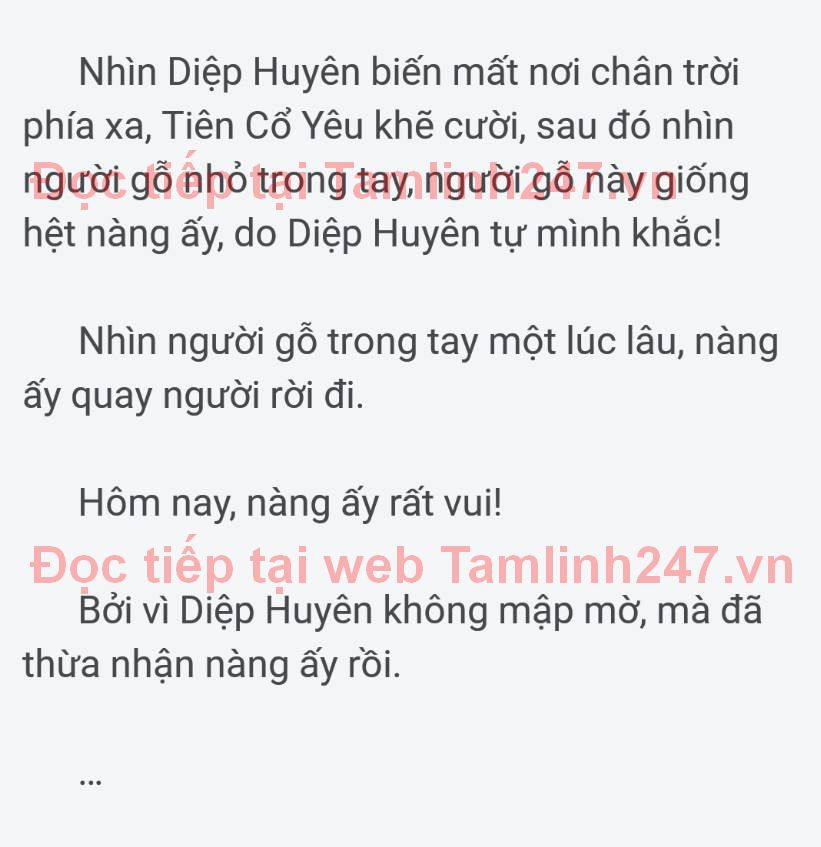 Nhìn Diệp Huyên biến mất nơi chân trời
phía xa, Tiên Cổ Yêu khẽ cười, sau đó nhìn
người gỗ nhỏ trong tay, người gỗ này giống
Đọc tiếp tại Tamlinh247.vn
hệt nàng ấy, do Diệp Huyên tự mình khắc!
Nhìn người gỗ trong tay một lúc lâu, nàng
ấy quay người rời đi.
Hôm nay, nàng ấy rất vui!
Đọc tiếp tại web Tamlinh247.vn
Bởi vì Diệp Huyên không mập mờ, mà đã
thừa nhận nàng ấy rồi.
...